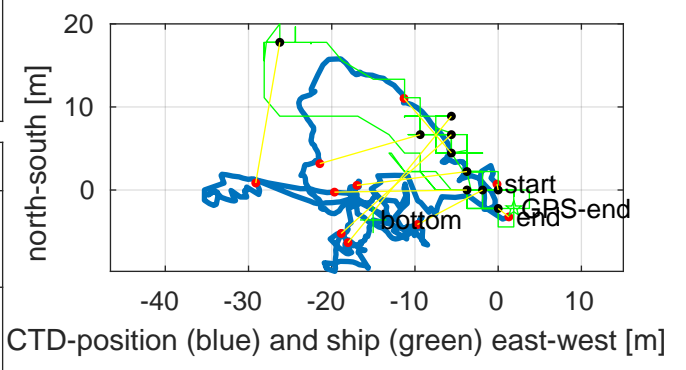 20
10
0
north-south [m]
start
GPS-end
end
bottom
-40
-30
-20
-10
0
10
CTD-position (blue) and ship (green) east-west [m]